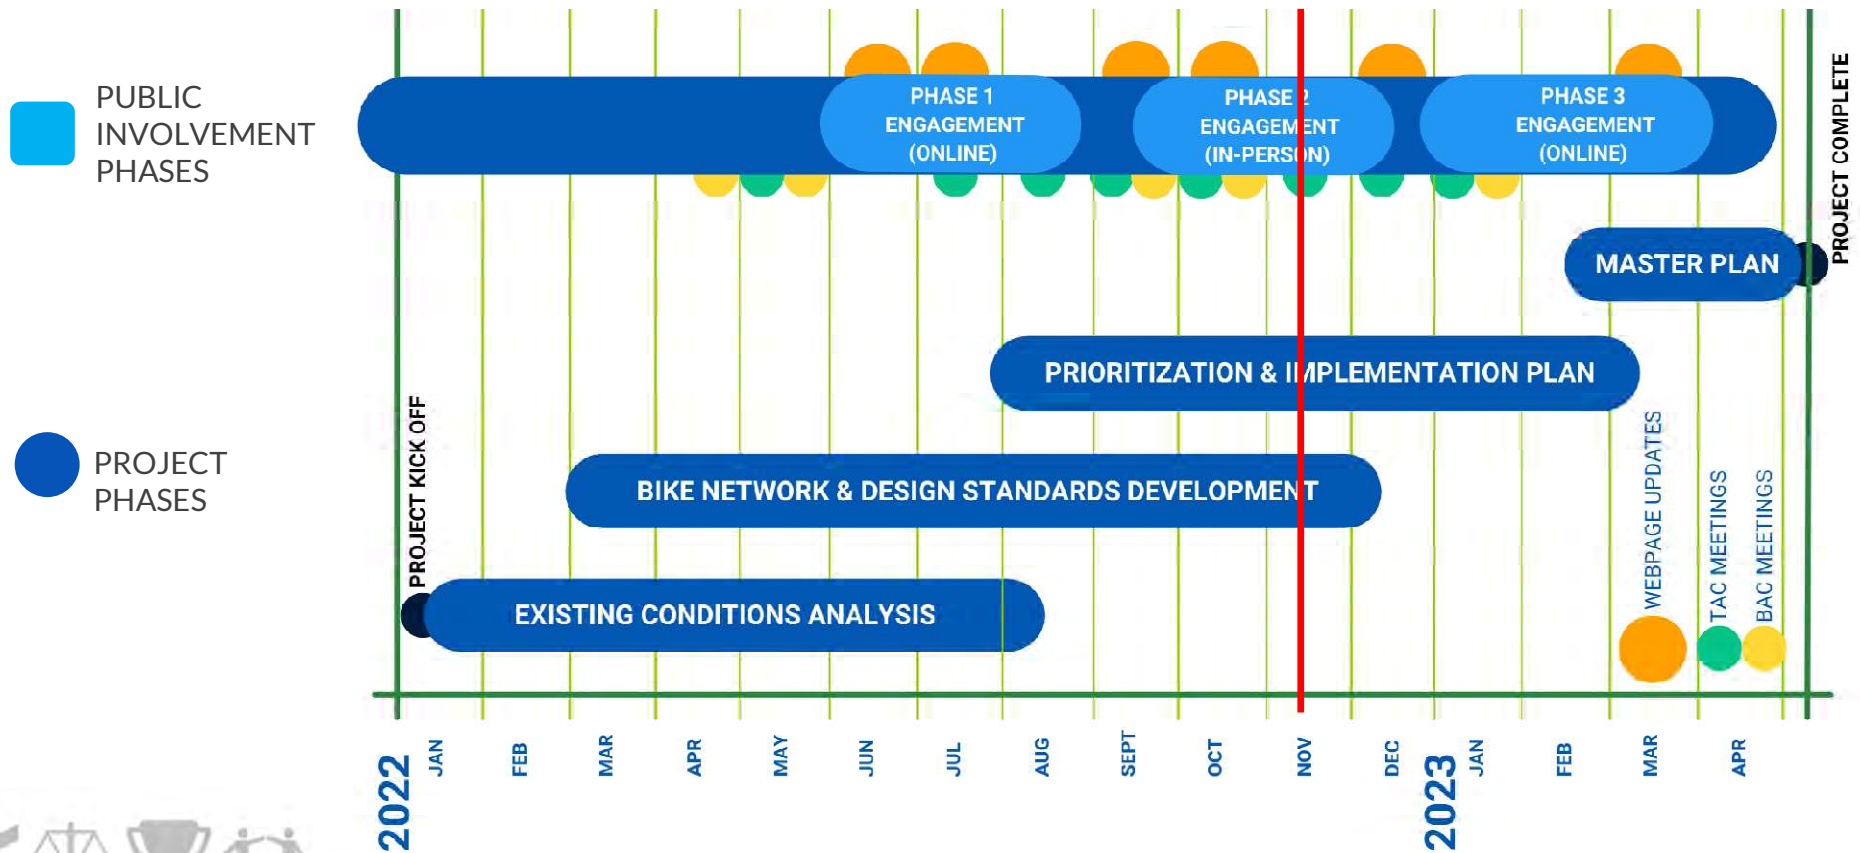 PUBLIC
INVOLVEMENT
PHASES
PROJECT
PHASES
PHASE 1
ENGAGEMENT
(ONLINE)
PHASE 2
ENGAGEMENT
(IN-PERSON)
PHASE 3
ENGAGEMENT
(ONLINE)
PROJECT COMPLETE
MASTER PLAN
PRIORITIZATION & IMPLEMENTATION PLAN
BIKE NETWORK & DESIGN STANDARDS DEVELOPMENT
PROJECT KICK OFF
EXISTING CONDITIONS ANALYSIS
WEBPAGE UPDATES
TAC MEETINGS
BAC MEETINGS
2022
JAN
FEB
MAR
APR
MAY
JUN
JUL
AUG
SEPT
OCT
NOV
DEC
2023
JAN
FEB
MAR
APR